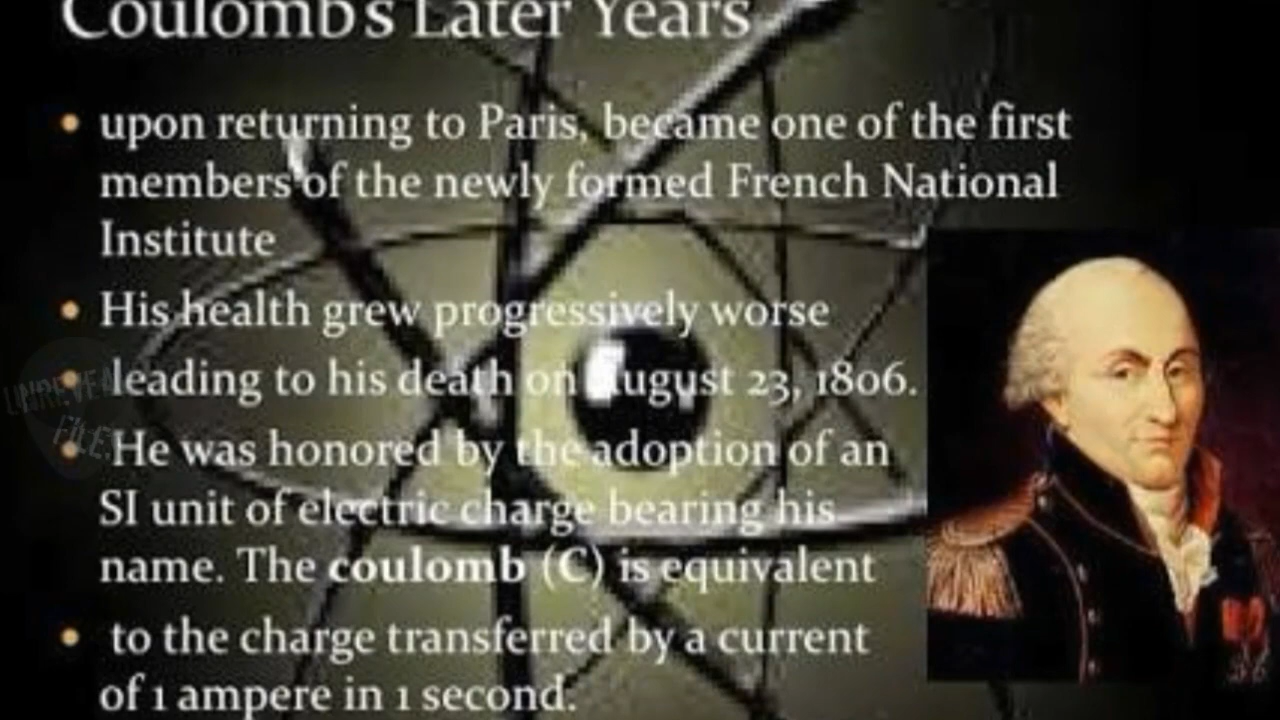 Coulomb's Later Years
• upon returning to Paris, became one of the first
members of the newly formed French National
Institute
• His health grew progressively worse
• leading to his death on August 23, 1806.
• He was honored by the adoption of an
SI unit of electric charge bearing his
name. The coulomb (C) is equivalent
• to the charge transferred by a current
of 1 ampere in 1 second.